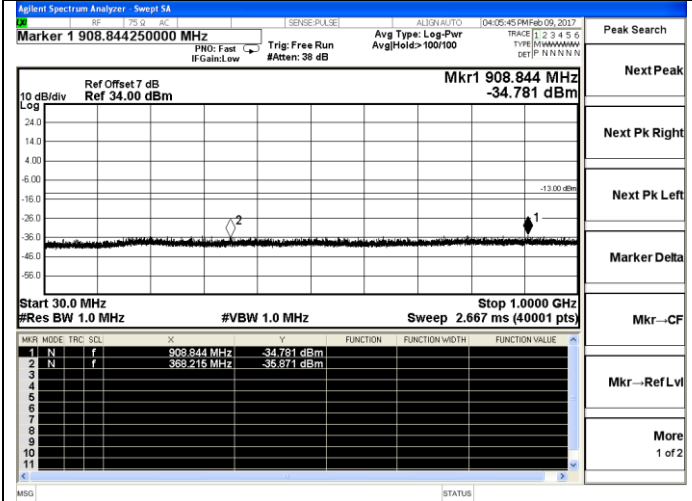 Agilent Spectrum Analyzer - Swept SA
RF 75 Ω AC SENSE:PULSE ALIGN AUTO 04:05:45 PM Feb 09, 2017
Marker 1 908.844250000 MHz
PNO: Fast
IFGain:Low
Trig: Free Run
#Atten: 38 dB
Avg Type: Log-Pwr
Avg|Hold:>100/100
TRACE 1 2 3 4 5 6
TYPE MWWWWW
DET P N N N N N
Peak Search
Next Peak
Next Pk Right
Next Pk Left
Marker Delta
Mkr→CF
Mkr→Ref Lvl
More
1 of 2
Mkr1 908.844 MHz
-34.781 dBm
Ref Offset 7 dB
10 dB/div Ref 34.00 dBm
Log
24.0
14.0
4.00
-6.00
-13.00 dBm
-16.0
-26.0
2
1
-36.0
-46.0
-56.0
Start 30.0 MHz Stop 1.0000 GHz
#Res BW 1.0 MHz #VBW 1.0 MHz Sweep 2.667 ms (40001 pts)
MKR MODE TRC SCL X Y FUNCTION FUNCTION WIDTH FUNCTION VALUE
1 N f 908.844 MHz -34.781 dBm
2 N f 368.215 MHz -35.871 dBm
3
4
5
6
7
8
9
10
11
MSG STATUS